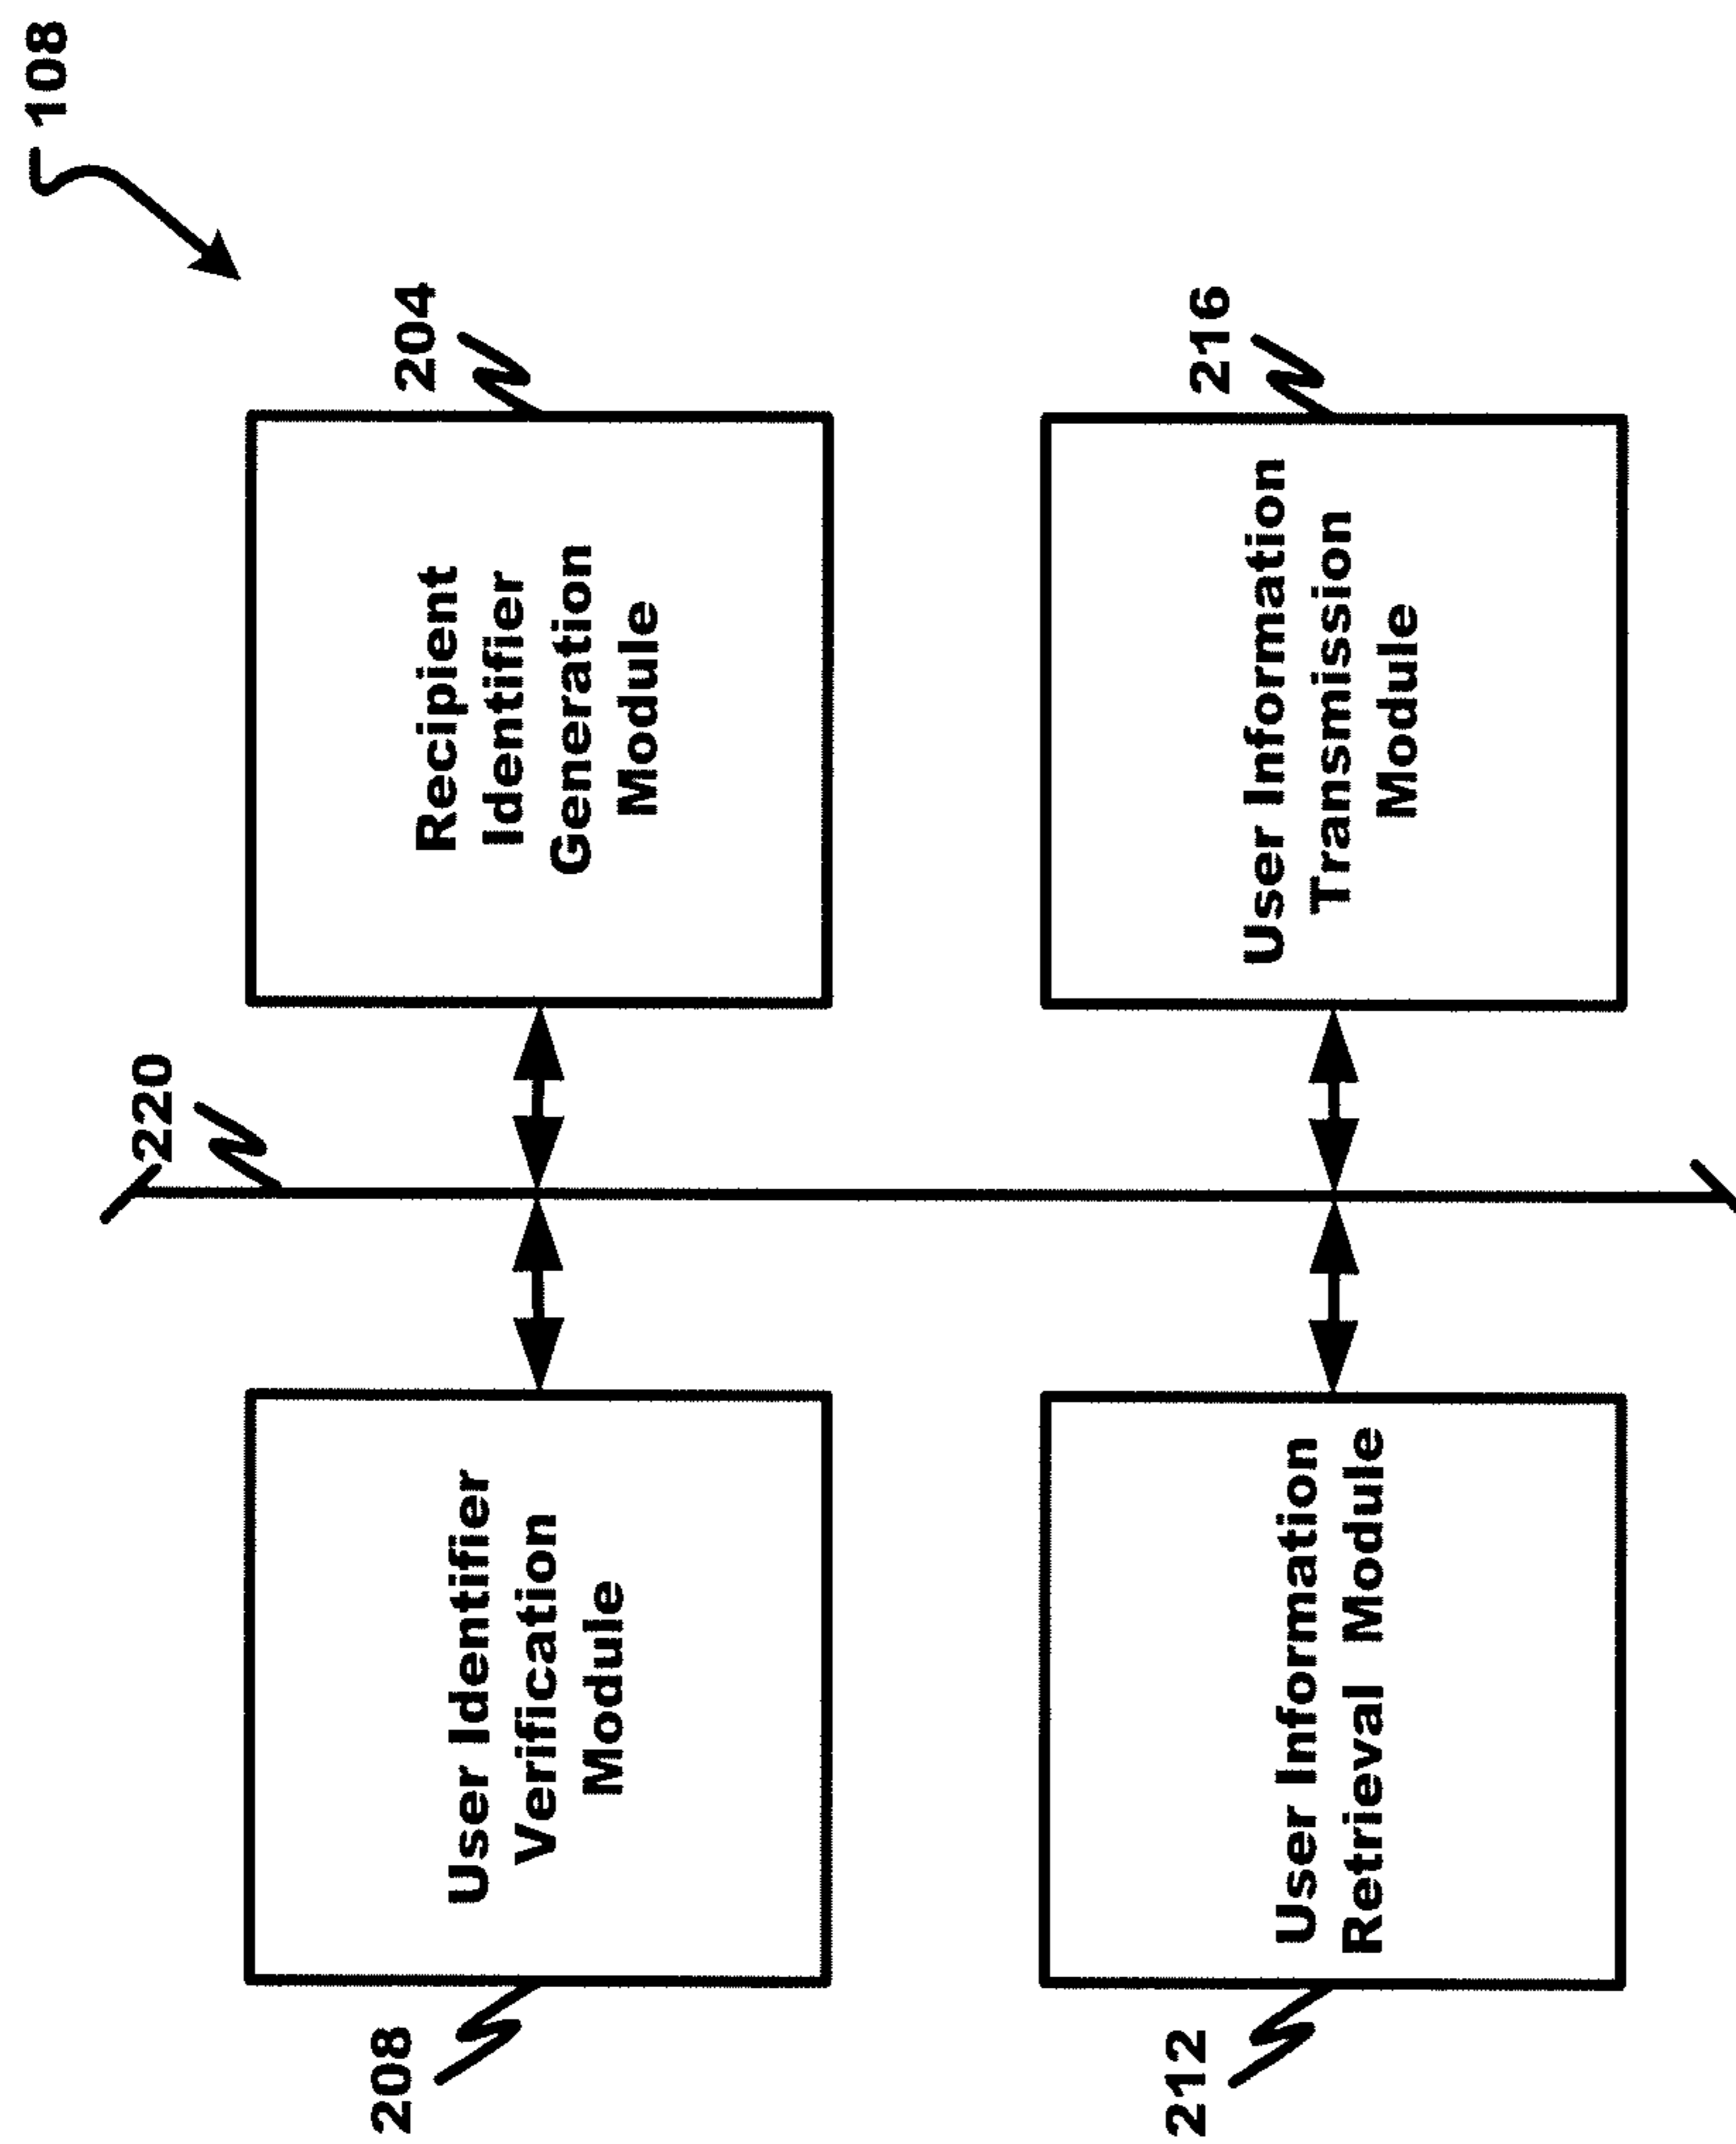 108
220
208
User Identifier
Verification
Module
204
Recipient
Identifier
Generation
Module
212
User Information
Retrieval Module
216
User Information
Transmission
Module